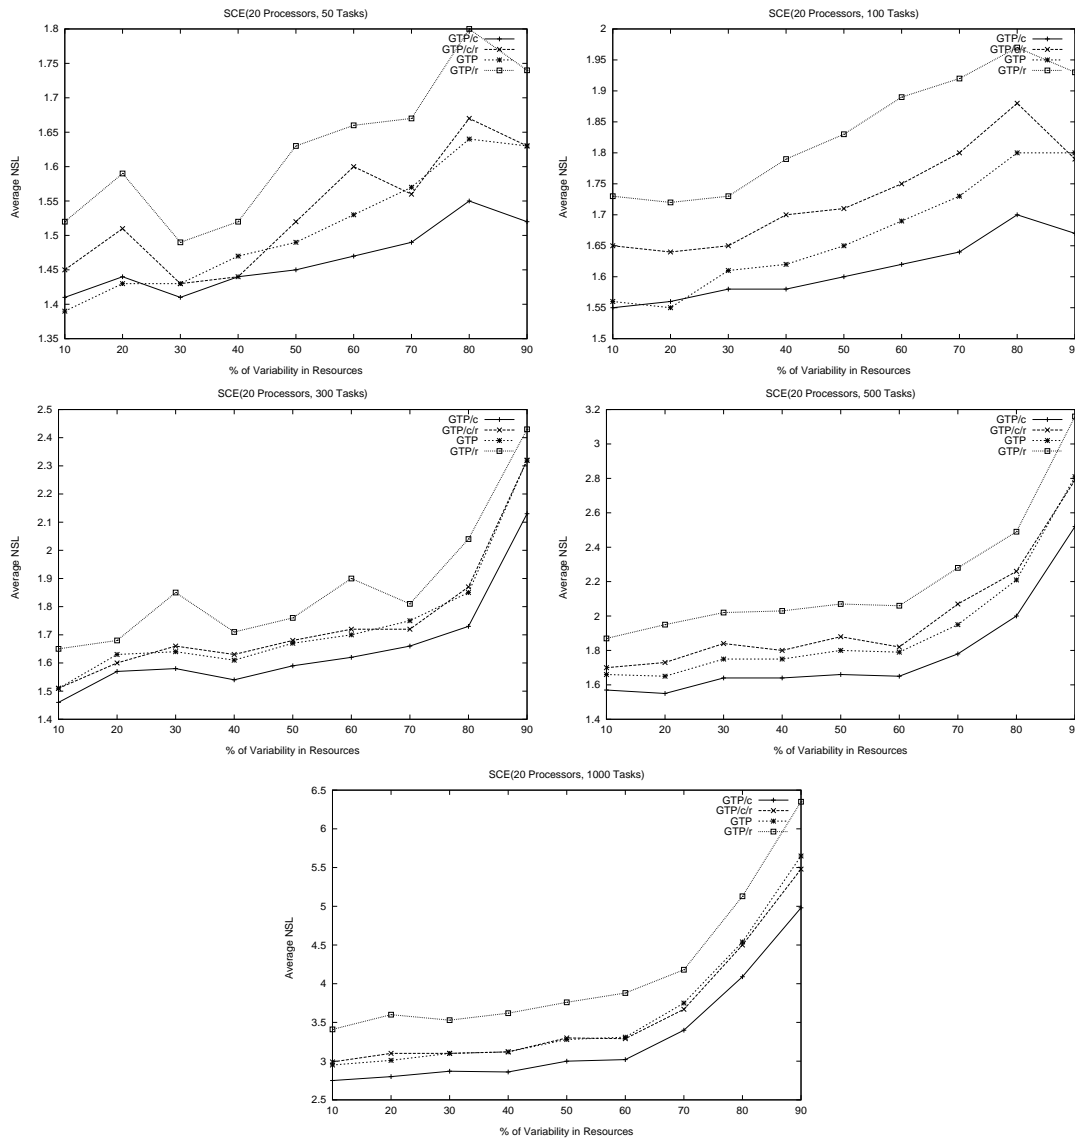 SCE(20 Processors, 50 Tasks)
Average NSL
1.8
1.75
1.7
1.65
1.6
1.55
1.5
1.45
1.4
1.35
GTP/c
GTP/c/r
GTP
GTP/r
10 20 30 40 50 60 70 80 90
% of Variability in Resources
SCE(20 Processors, 100 Tasks)
Average NSL
2
1.95
1.9
1.85
1.8
1.75
1.7
1.65
1.6
1.55
1.5
GTP/c
GTP/c/r
GTP
GTP/r
10 20 30 40 50 60 70 80 9
% of Variability in Resources
SCE(20 Processors, 300 Tasks)
Average NSL
2.5
2.4
2.3
2.2
2.1
2
1.9
1.8
1.7
1.6
1.5
1.4
GTP/c
GTP/c/r
GTP
GTP/r
10 20 30 40 50 60 70 80 90
% of Variability in Resources
SCE(20 Processors, 500 Tasks)
Average NSL
3.2
3
2.8
2.6
2.4
2.2
2
1.8
1.6
1.4
GTP/c
GTP/c/r
GTP
GTP/r
10 20 30 40 50 60 70 80 9
% of Variability in Resources
SCE(20 Processors, 1000 Tasks)
Average NSL
6.5
6
5.5
5
4.5
4
3.5
3
2.5
GTP/c
GTP/c/r
GTP
GTP/r
10 20 30 40 50 60 70 80 90
% of Variability in Resources